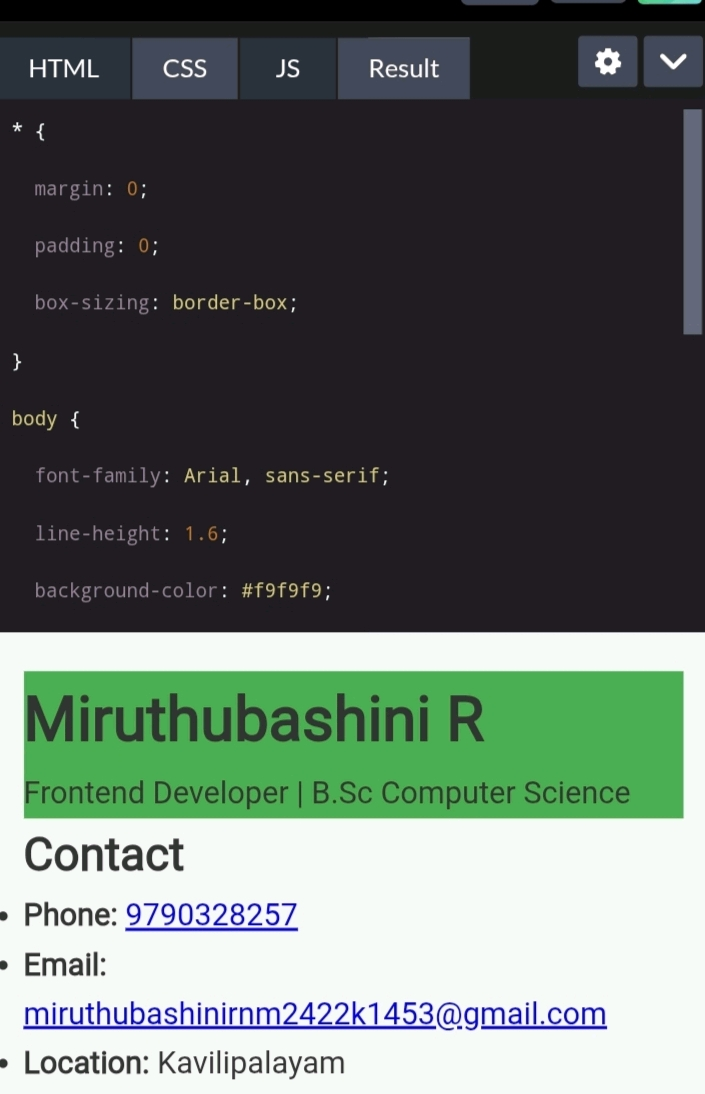 HTML CSS JS Result
* {
margin: 0;
padding: 0;
box-sizing: border-box;
}
body {
font-family: Arial, sans-serif;
line-height: 1.6;
background-color: #f9f9f9;
Miruthubashini R
Frontend Developer | B.Sc Computer Science
Contact
• Phone: 9790328257
• Email:
miruthubashinirnm2422k1453@gmail.com
• Location: Kavilipalayam